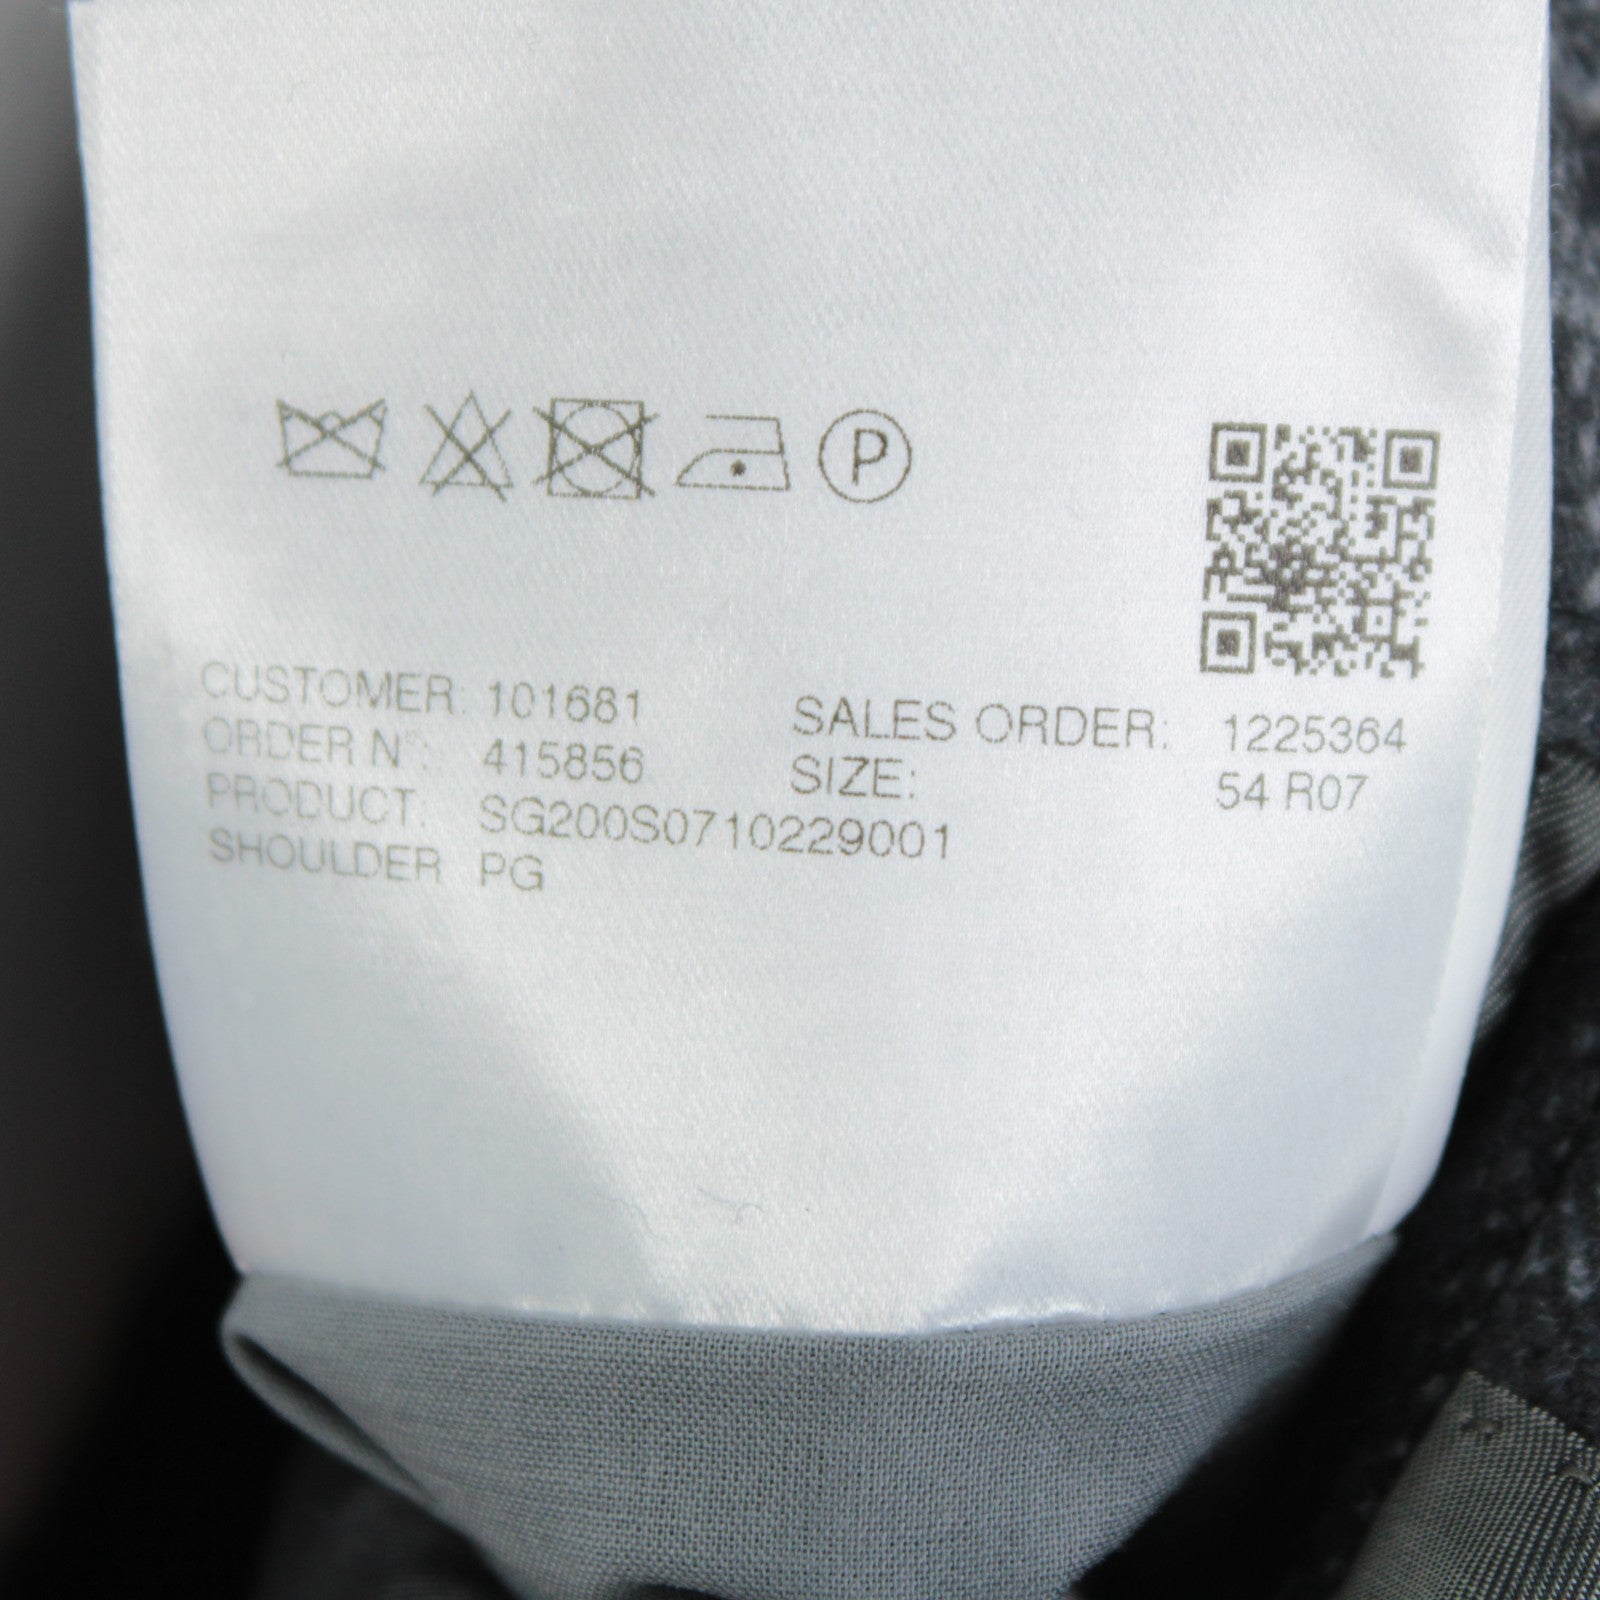 P
CUSTOMER: 101681
ORDER N°: 415856
PRODUCT: SG200S0710229001
SHOULDER PG
SALES ORDER: 1225364
SIZE: 54 R07